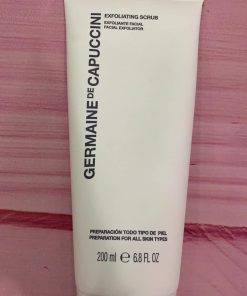 GERMAINE DE CAPUCCINI
EXFOLIATING SCRUB
EXFOLIANTE FACIAL
FACIAL EXFOLIATOR
PREPARACIÓN TODO TIPO DE PIEL
PREPARATION FOR ALL SKIN TYPES
200 ml e 6.8 FL OZ